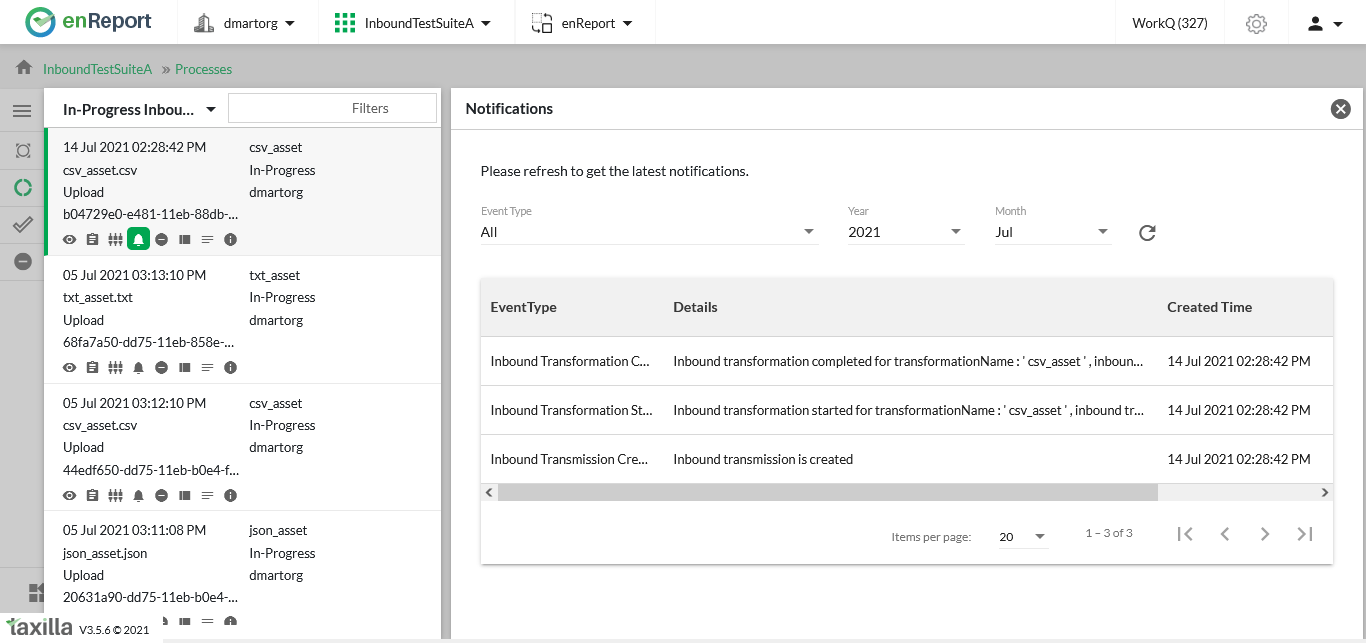 enReport
dmartorg
InboundTestSuiteA
enReport
WorkQ (327)
InboundTestSuiteA » Processes
In-Progress Inbou...
Filters
14 Jul 2021 02:28:42 PM
csv_asset
csv_asset.csv
In-Progress
Upload
dmartorg
b04729e0-e481-11eb-88db-...
05 Jul 2021 03:13:10 PM
txt_asset
txt_asset.txt
In-Progress
Upload
dmartorg
68fa7a50-dd75-11eb-858e-...
05 Jul 2021 03:12:10 PM
csv_asset
csv_asset.csv
In-Progress
Upload
dmartorg
44edf650-dd75-11eb-b0e4-f...
05 Jul 2021 03:11:08 PM
json_asset
json_asset.json
In-Progress
Upload
dmartorg
20631a90-dd75-11eb-b0e4-...
taxilla
V3.5.6 © 2021
Notifications
Please refresh to get the latest notifications.
Event Type
Year
Month
All
2021
Jul
EventType
Details
Created Time
Inbound Transformation C...
Inbound transformation completed for transformationName : ' csv_asset ' , inboun...
14 Jul 2021 02:28:42 PM
Inbound Transformation St...
Inbound transformation started for transformationName : ' csv_asset ' , inbound tr...
14 Jul 2021 02:28:42 PM
Inbound Transmission Cre...
Inbound transmission is created
14 Jul 2021 02:28:42 PM
Items per page:
20
1 – 3 of 3